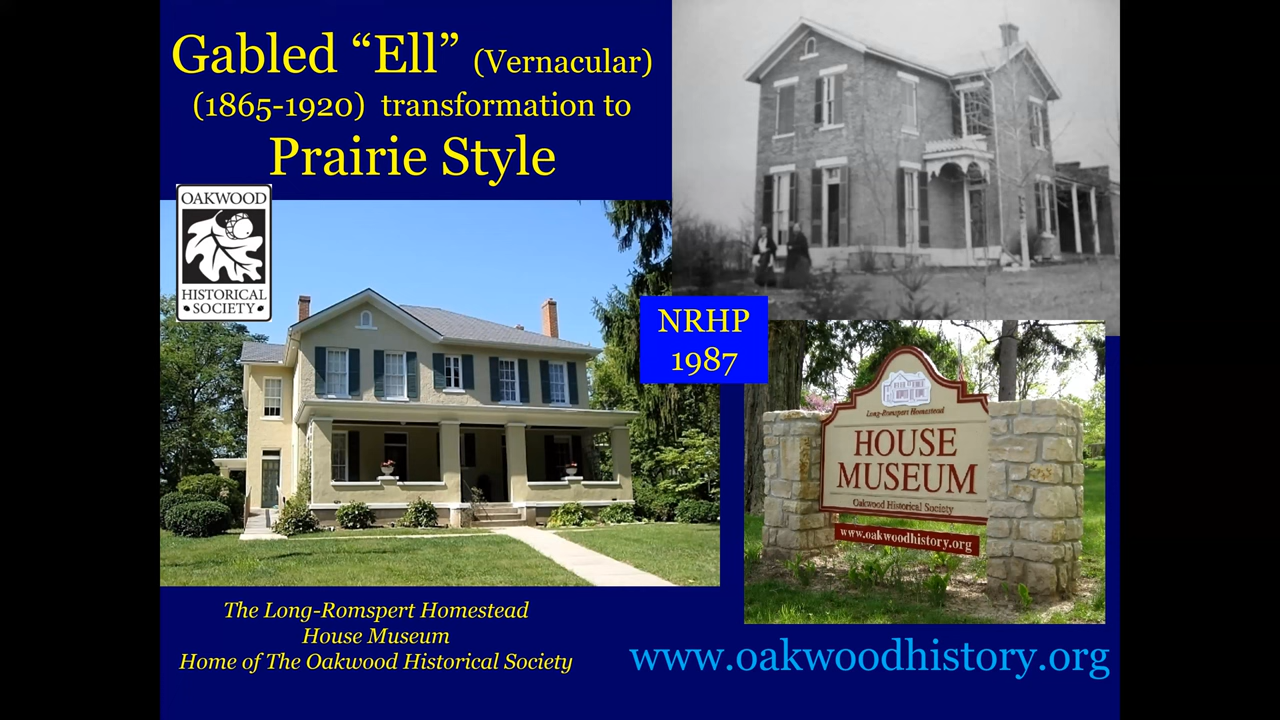 Gabled “Ell” (Vernacular)
(1865-1920) transformation to
Prairie Style
OAKWOOD
HISTORICAL
SOCIETY
NRHP
1987
Long-Romspert Homestead
HOUSE
MUSEUM
Oakwood Historical Society
www.oakwoodhistory.org
The Long-Romspert Homestead
House Museum
Home of The Oakwood Historical Society
www.oakwoodhistory.org